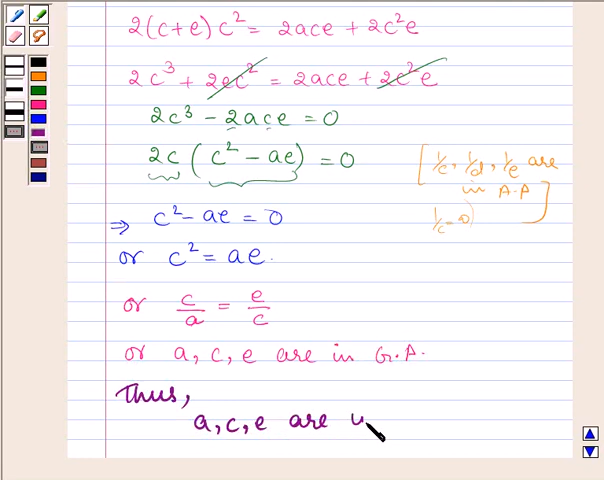 2(c+e)c² = 2ace + 2c²e
2c³ + 2ec² = 2ace + 2c²e
2c³ - 2ace = 0
2c (c² - ae) = 0
[1/c, 1/d, 1/e are
in A.P]
1/c = 0
⇒ c² - ae = 0
or c² = ae.
or c/a = e/c
or a, c, e are in G.P.
Thus,
a, c, e are